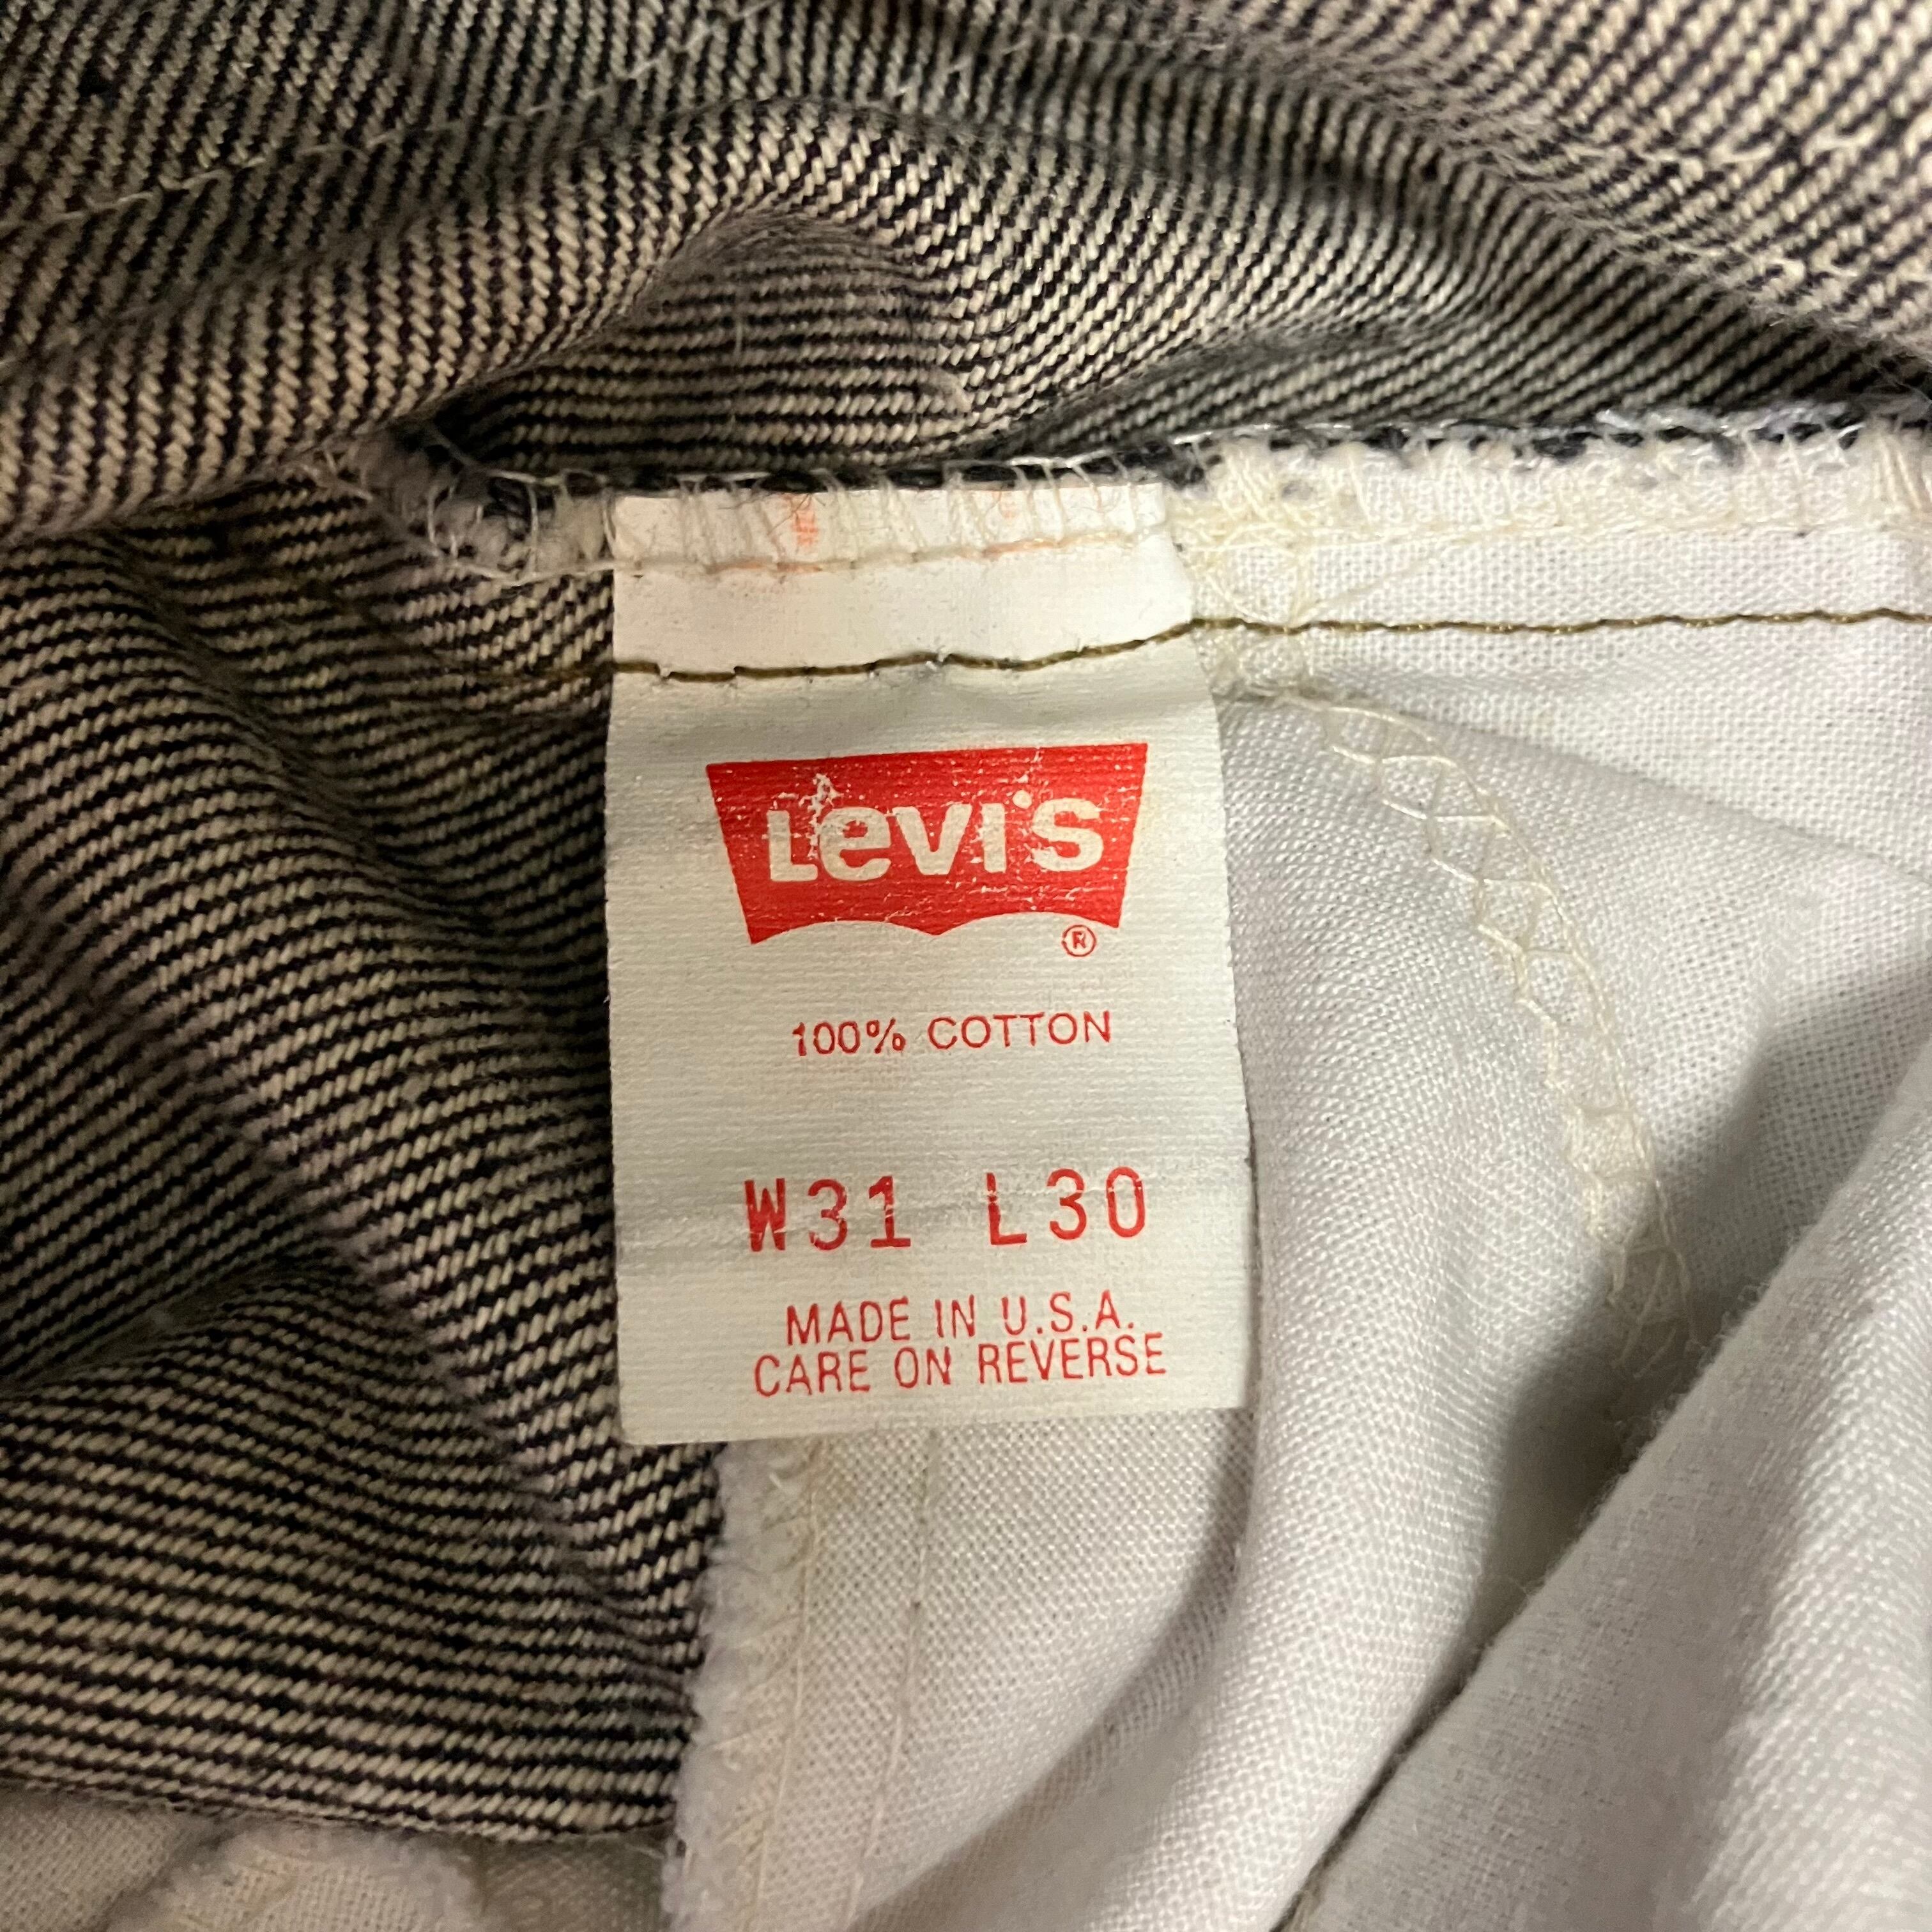 Levi's
®
100% COTTON
W31 L30
MADE IN U.S.A.
CARE ON REVERSE